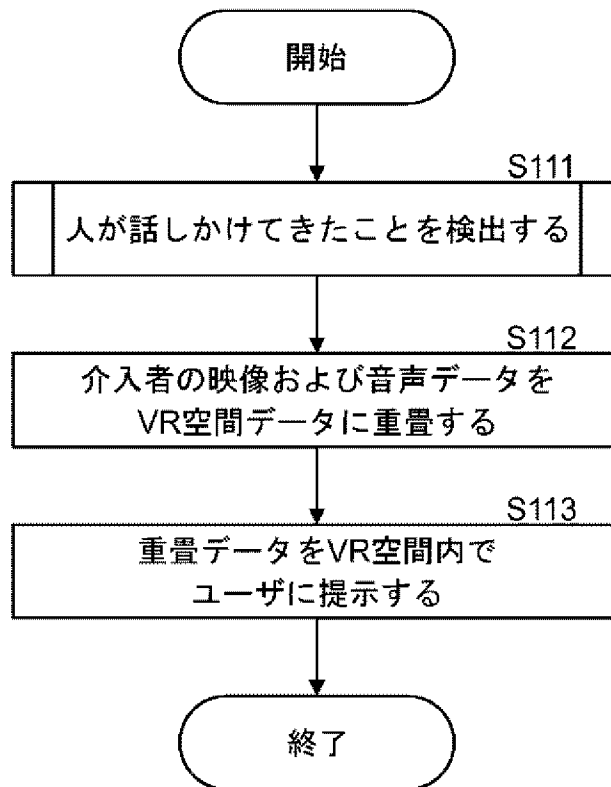 開始
S111
人が話しかけてきたことを検出する
S112
介入者の映像および音声データを
VR空間データに重畳する
S113
重畳データをVR空間内で
ユーザに提示する
終了